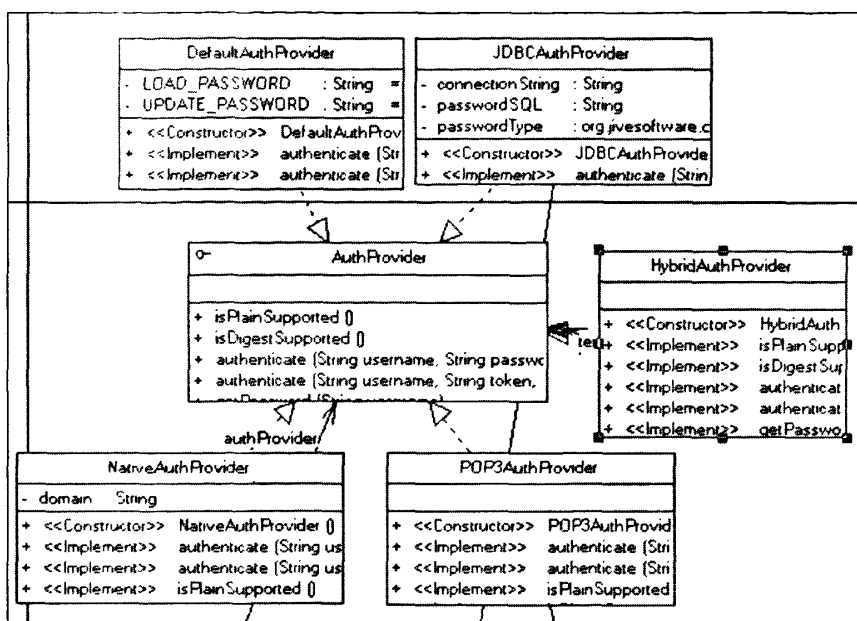 DefaultAuthProvider
- LOAD_PASSWORD : String =
- UPDATE_PASSWORD : String =
+ <<Constructor>> DefaultAuthProv
+ <<Implement>> authenticate (Str
+ <<Implement>> authenticate (Str
JDBCAuthProvider
- connectionString : String
- passwordSQL : String
- passwordType : org.jivesoftware.c
+ <<Constructor>> JDBCAuthProvide
+ <<Implement>> authenticate (Strin
AuthProvider
+ isPlainSupported ()
+ isDigestSupported ()
+ authenticate (String username, String passwo
+ authenticate (String username, String token,
HybridAuthProvider
+ <<Constructor>> HybridAuth
+ <<Implement>> isPlainSupp
+ <<Implement>> isDigestSup
+ <<Implement>> authenticat
+ <<Implement>> authenticat
+ <<Implement>> getPasswo
authProvider
NativeAuthProvider
- domain String
+ <<Constructor>> NativeAuthProvider ()
+ <<Implement>> authenticate (String us
+ <<Implement>> authenticate (String us
+ <<Implement>> isPlainSupported ()
POP3AuthProvider
+ <<Constructor>> POP3AuthProvid
+ <<Implement>> authenticate (Stri
+ <<Implement>> authenticate (Stri
+ <<Implement>> isPlainSupported